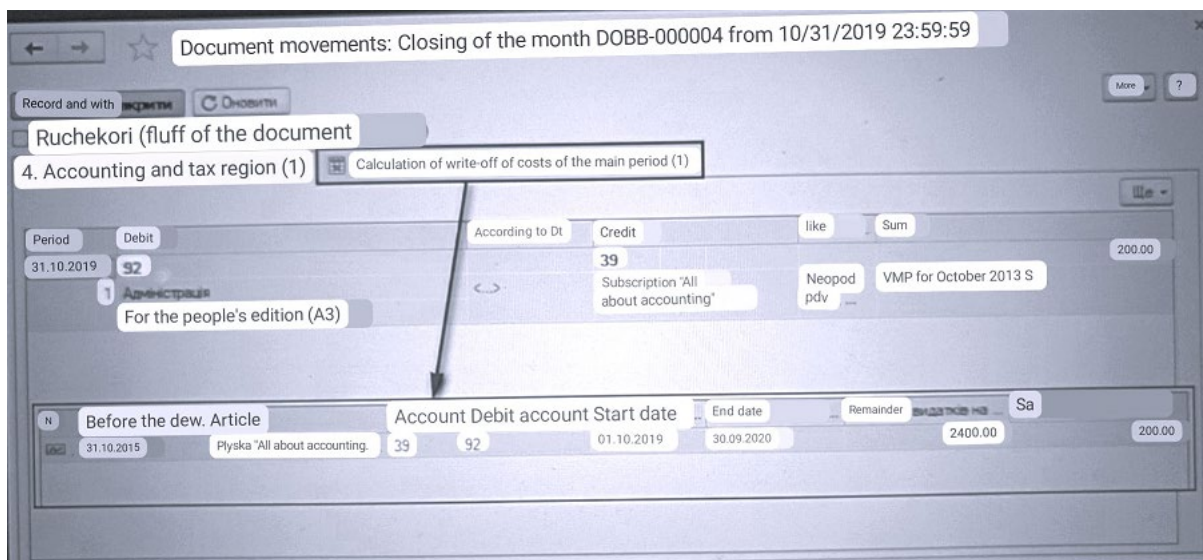 Document movements: Closing of the month DOBB-000004 from 10/31/2019 23:59:59
Record and with Оновити More ?
Ruchekori (fluff of the document
4. Accounting and tax region (1) Calculation of write-off of costs of the main period (1)
Ще
Period Debit According to Dt Credit like Sum
31.10.2019 92 39 200.00
1 Адміністрація <...> Subscription "All about accounting" Neopod pdv ... VMP for October 2013 S
For the people's edition (A3)
N Before the dew. Article Account Debit account Start date ... End date ... Remainder видатків на ... Sa
31.10.2015 Plyska "All about accounting. 39 92 01.10.2019 30.09.2020 2400.00 200.00